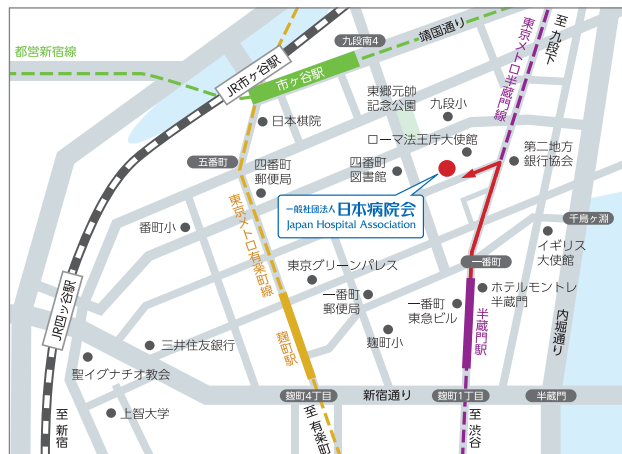 都営新宿線
JR市ヶ谷駅
市ヶ谷駅
九段南4
靖国通り
至 九段下
東京メトロ半蔵門線
東郷元帥
記念公園
九段小
日本棋院
ローマ法王庁大使館
第二地方
銀行協会
五番町
四番町
郵便局
四番町
図書館
一般社団法人 日本病院会
Japan Hospital Association
番町小
東京メトロ有楽町線
千鳥ヶ淵
イギリス
大使館
一番町
東京グリーンパレス
一番町
郵便局
ホテルモントレ
半蔵門
一番町
東急ビル
半蔵門駅
内堀通り
JR四ツ谷駅
麹町駅
麹町小
三井住友銀行
聖イグナチオ教会
上智大学
至 新宿
麹町4丁目
新宿通り
麹町1丁目
半蔵門
至 有楽町
至 渋谷